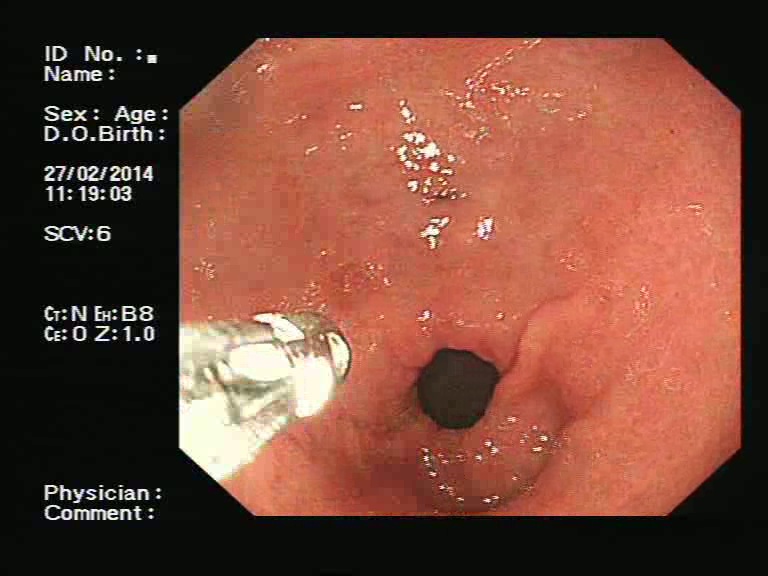 ID No. :
Name:
Sex: Age:
D.O.Birth:
27/02/2014
11:19:03
SCV:6
CT:N EH:B8
CE:0 Z:1.0
Physician:
Comment: